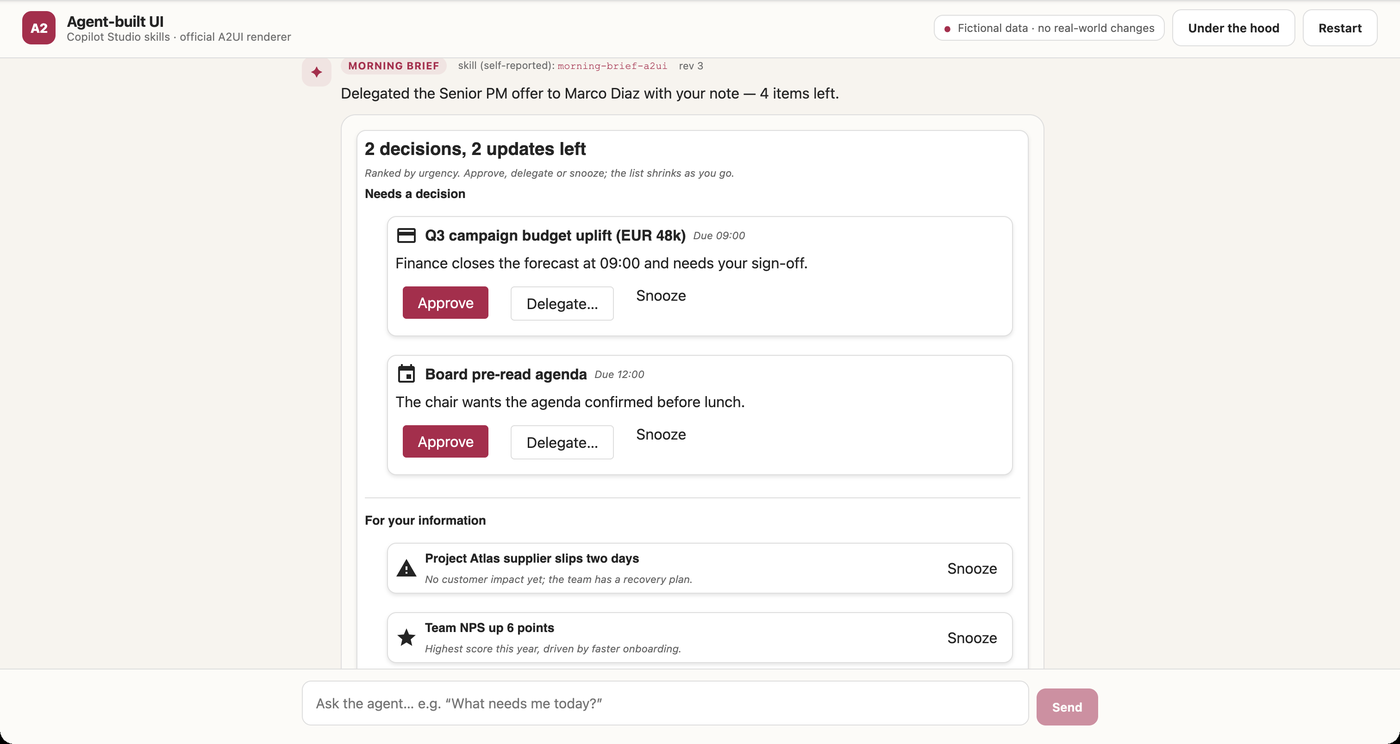 A2
Agent-built UI
Copilot Studio skills · official A2UI renderer
Fictional data · no real-world changes
Under the hood
Restart
MORNING BRIEF skill (self-reported): morning-brief-a2ui rev 3
Delegated the Senior PM offer to Marco Diaz with your note — 4 items left.
2 decisions, 2 updates left
Ranked by urgency. Approve, delegate or snooze; the list shrinks as you go.
Needs a decision
Q3 campaign budget uplift (EUR 48k) Due 09:00
Finance closes the forecast at 09:00 and needs your sign-off.
Approve Delegate... Snooze
Board pre-read agenda Due 12:00
The chair wants the agenda confirmed before lunch.
Approve Delegate... Snooze
For your information
Project Atlas supplier slips two days
No customer impact yet; the team has a recovery plan.
Snooze
Team NPS up 6 points
Highest score this year, driven by faster onboarding.
Snooze
Ask the agent... e.g. “What needs me today?”
Send